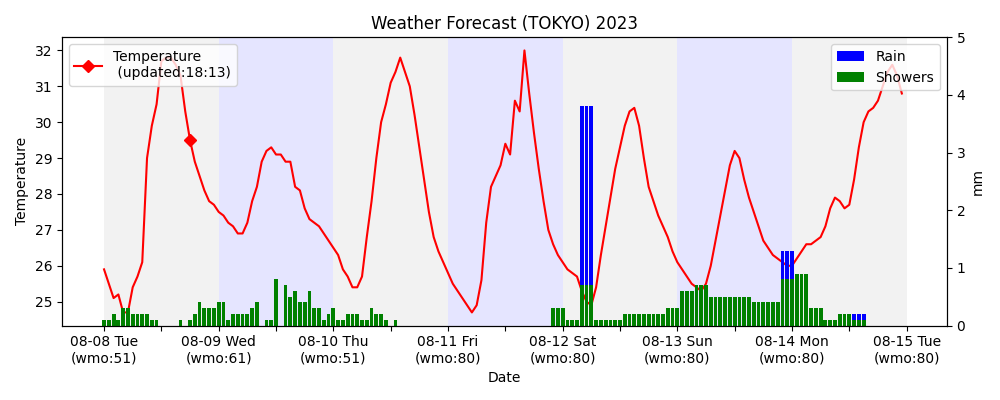 Weather Forecast (TOKYO) 2023
Temperature
(updated:18:13)
Rain
Showers
Temperature
32
31
30
29
28
27
26
25
5
4
3
2
1
0
mm
08-08 Tue
(wmo:51)
08-09 Wed
(wmo:61)
08-10 Thu
(wmo:51)
08-11 Fri
(wmo:80)
08-12 Sat
(wmo:80)
08-13 Sun
(wmo:80)
08-14 Mon
(wmo:80)
08-15 Tue
(wmo:80)
Date